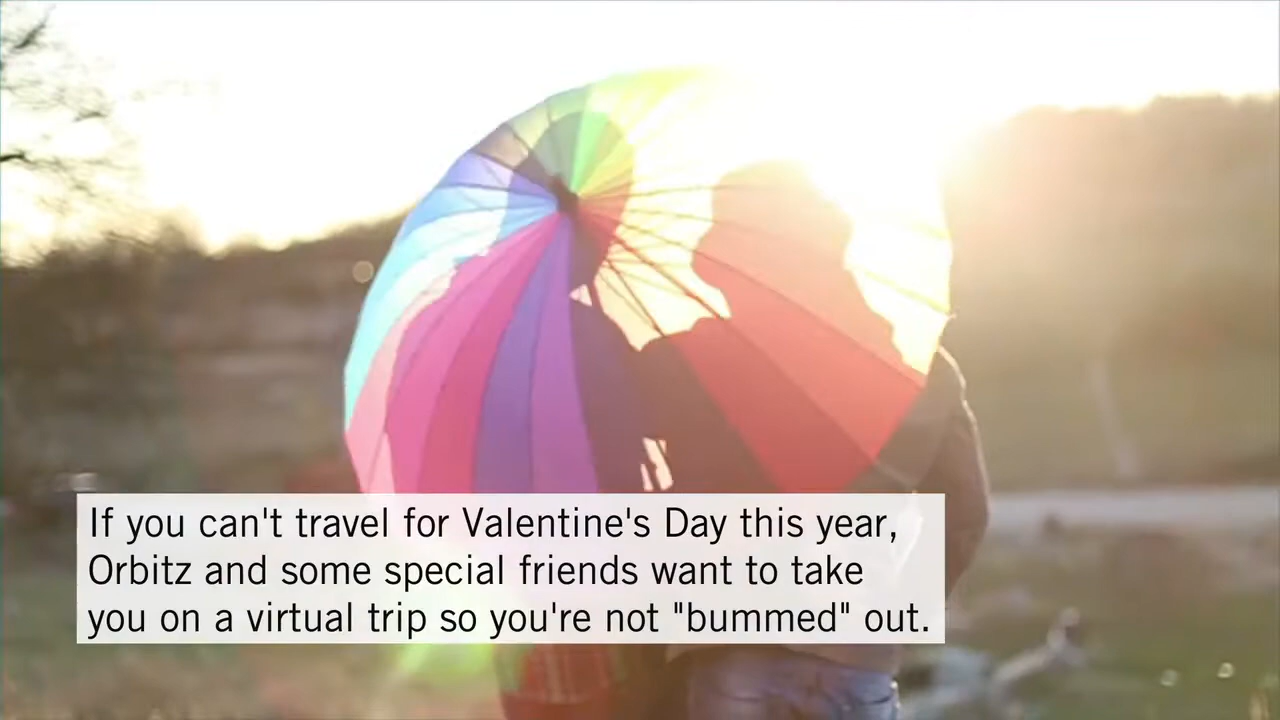 If you can't travel for Valentine's Day this year,
Orbitz and some special friends want to take
you on a virtual trip so you're not "bummed" out.